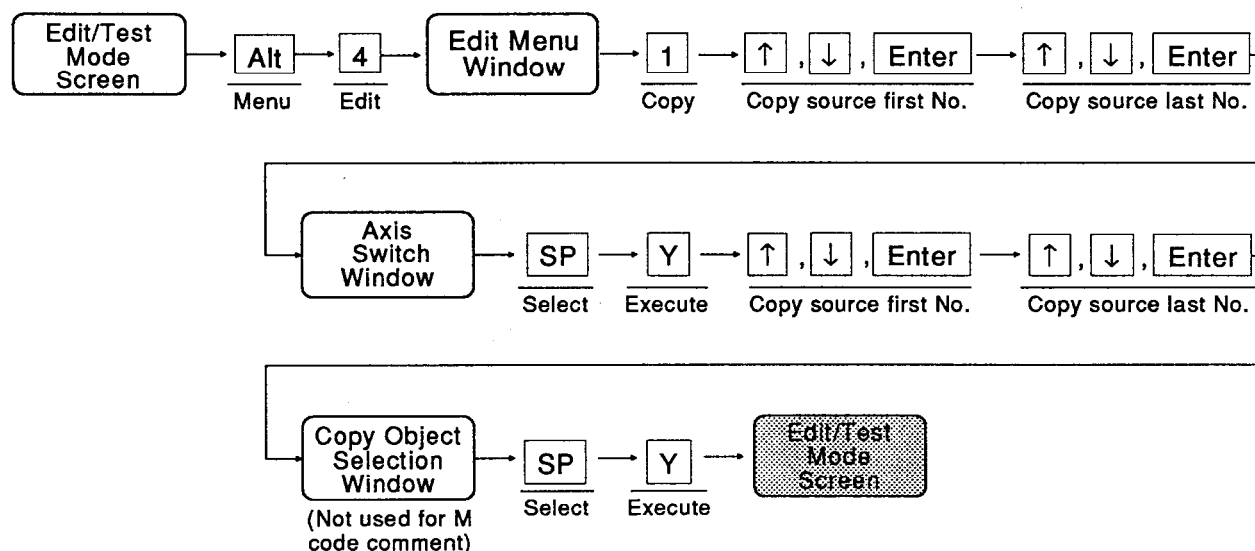 Edit/Test
Mode
Screen
Alt
Menu
4
Edit
Edit Menu
Window
1
Copy
↑ , ↓ , Enter
Copy source first No.
↑ , ↓ , Enter
Copy source last No.
Axis
Switch
Window
SP
Select
Y
Execute
↑ , ↓ , Enter
Copy source first No.
↑ , ↓ , Enter
Copy source last No.
Copy Object
Selection
Window
(Not used for M
code comment)
SP
Select
Y
Execute
Edit/Test
Mode
Screen